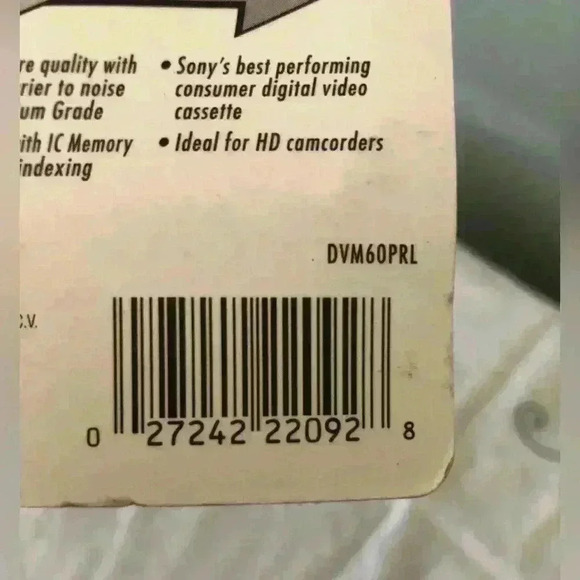 re quality with
rier to noise
um Grade
ith IC Memory
indexing
• Sony's best performing
consumer digital video
cassette
• Ideal for HD camcorders
DVM60PRL
C.V.
0 27242 22092 8